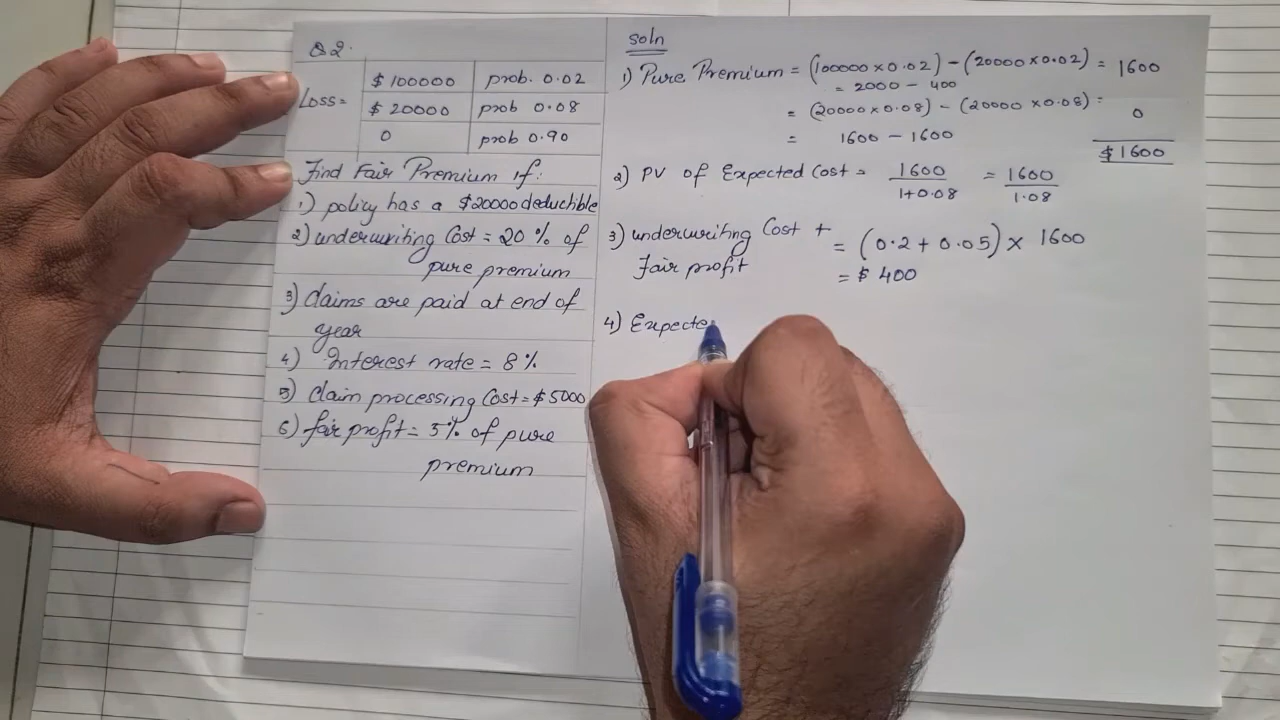 Q2.
Loss =
$ 100000 prob. 0.02
$ 20000 prob 0.08
0 prob 0.90
Find Fair Premium if:
1) policy has a $20000 deductible
2) underwriting Cost = 20 % of
pure premium
3) claims are paid at end of
year
4) Interest rate = 8%
5) claim processing Cost = $ 5000
6) fair profit = 5% of pure
premium
soln
1) Pure Premium = (100000 x 0.02) - (20000 x 0.02) = 1600
= 2000 - 400
= (20000 x 0.08) - (20000 x 0.08) = 0
= 1600 - 1600
$ 1600
2) PV of Expected Cost = 1600 = 1600
1+0.08 1.08
3) underwriting Cost + = (0.2 + 0.05) x 1600
Fair profit = $ 400
4) Expecte